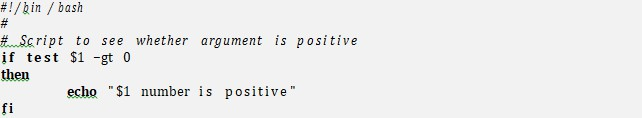 #!/bin / bash
#
# Script to see whether argument is positive
if test $1 -gt 0
then
echo "$1 number is positive"
fi